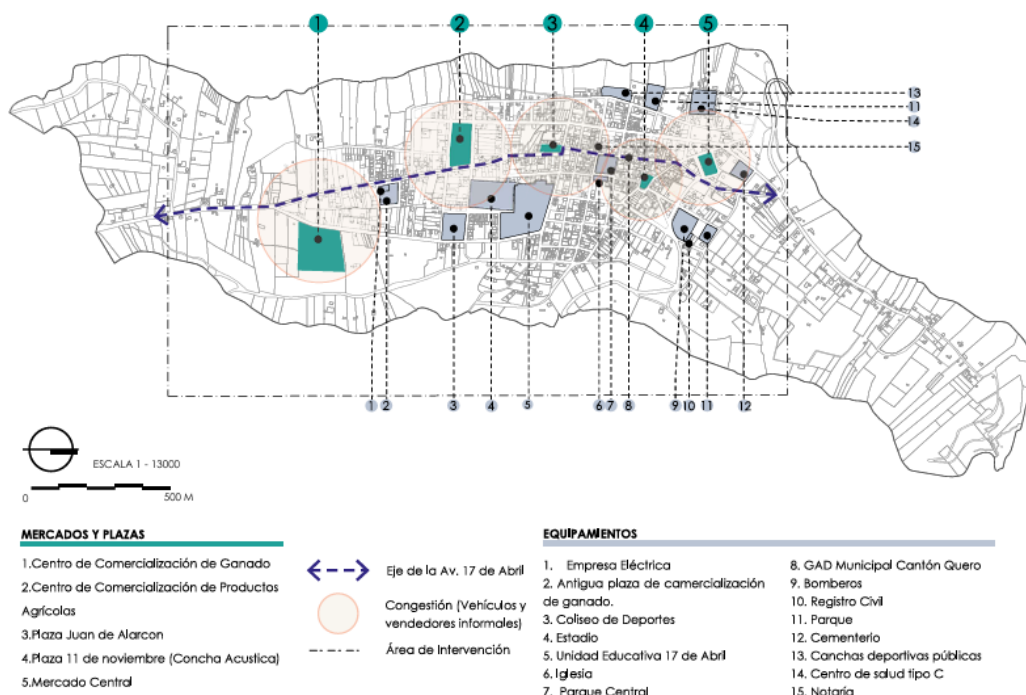 1 2 3 4 5
13
11
14
15
1 2 3 4 5 6 7 8 9 10 11 12
ESCALA 1 - 13000
0 500 M
MERCADOS Y PLAZAS
1.Centro de Comercialización de Ganado
2.Centro de Comercialización de Productos
Agrícolas
3.Plaza Juan de Alarcon
4.Plaza 11 de noviembre (Concha Acustica)
5.Mercado Central
Eje de la Av. 17 de Abril
Congestión (Vehículos y
vendedores informales)
Área de Intervención
EQUIPAMIENTOS
1. Empresa Eléctrica
2. Antigua plaza de camercialización
de ganado.
3. Coliseo de Deportes
4. Estadio
5. Unidad Educativa 17 de Abril
6. Iglesia
7. Parque Central
8. GAD Municipal Cantón Quero
9. Bomberos
10. Registro Civil
11. Parque
12. Cementerio
13. Canchas deportivas públicas
14. Centro de salud tipo C
15. Notaría